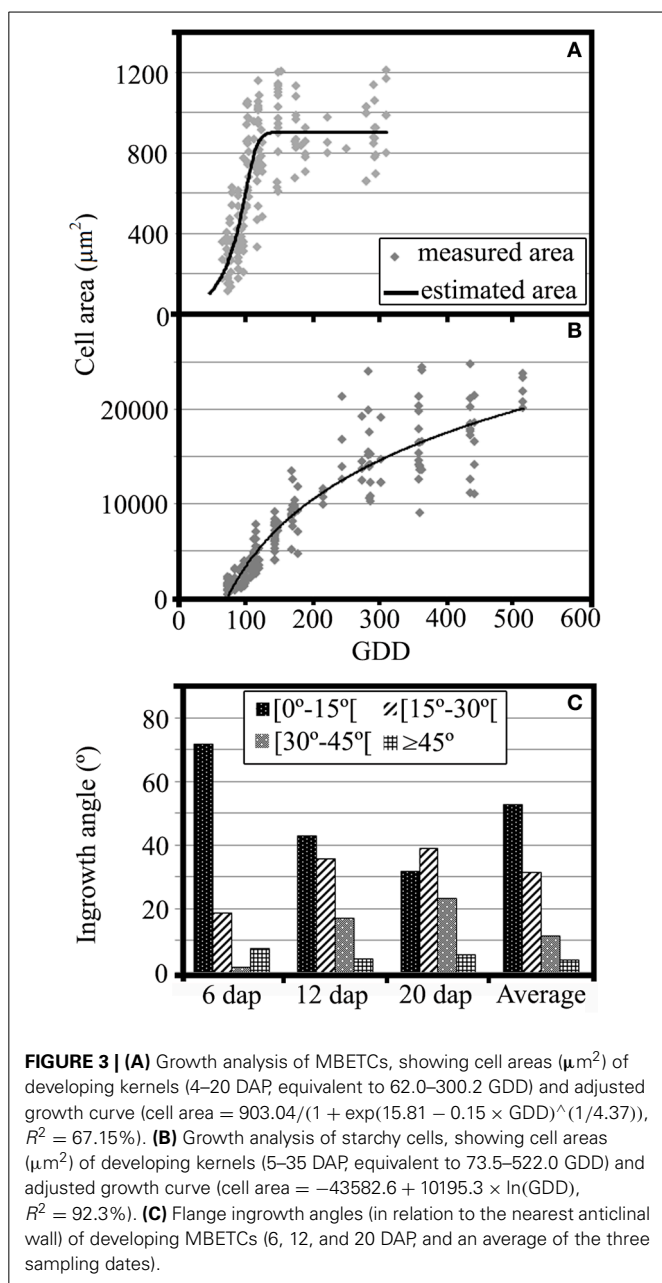 A
1200
800
400
0
measured area
estimated area
Cell area (µm²)
B
20000
10000
0
0 100 200 300 400 500 600
GDD
C
[0º-15º[ [15º-30º[
[30º-45º[ ≥45º
80
60
40
20
0
Ingrowth angle (º)
6 dap 12 dap 20 dap Average
FIGURE 3 | (A) Growth analysis of MBETCs, showing cell areas (µm²) of
developing kernels (4–20 DAP, equivalent to 62.0–300.2 GDD) and adjusted
growth curve (cell area = 903.04/(1 + exp(15.81 − 0.15 × GDD)^(1/4.37)),
R² = 67.15%). (B) Growth analysis of starchy cells, showing cell areas
(µm²) of developing kernels (5–35 DAP, equivalent to 73.5–522.0 GDD) and
adjusted growth curve (cell area = −43582.6 + 10195.3 × ln(GDD),
R² = 92.3%). (C) Flange ingrowth angles (in relation to the nearest anticlinal
wall) of developing MBETCs (6, 12, and 20 DAP, and an average of the three
sampling dates).